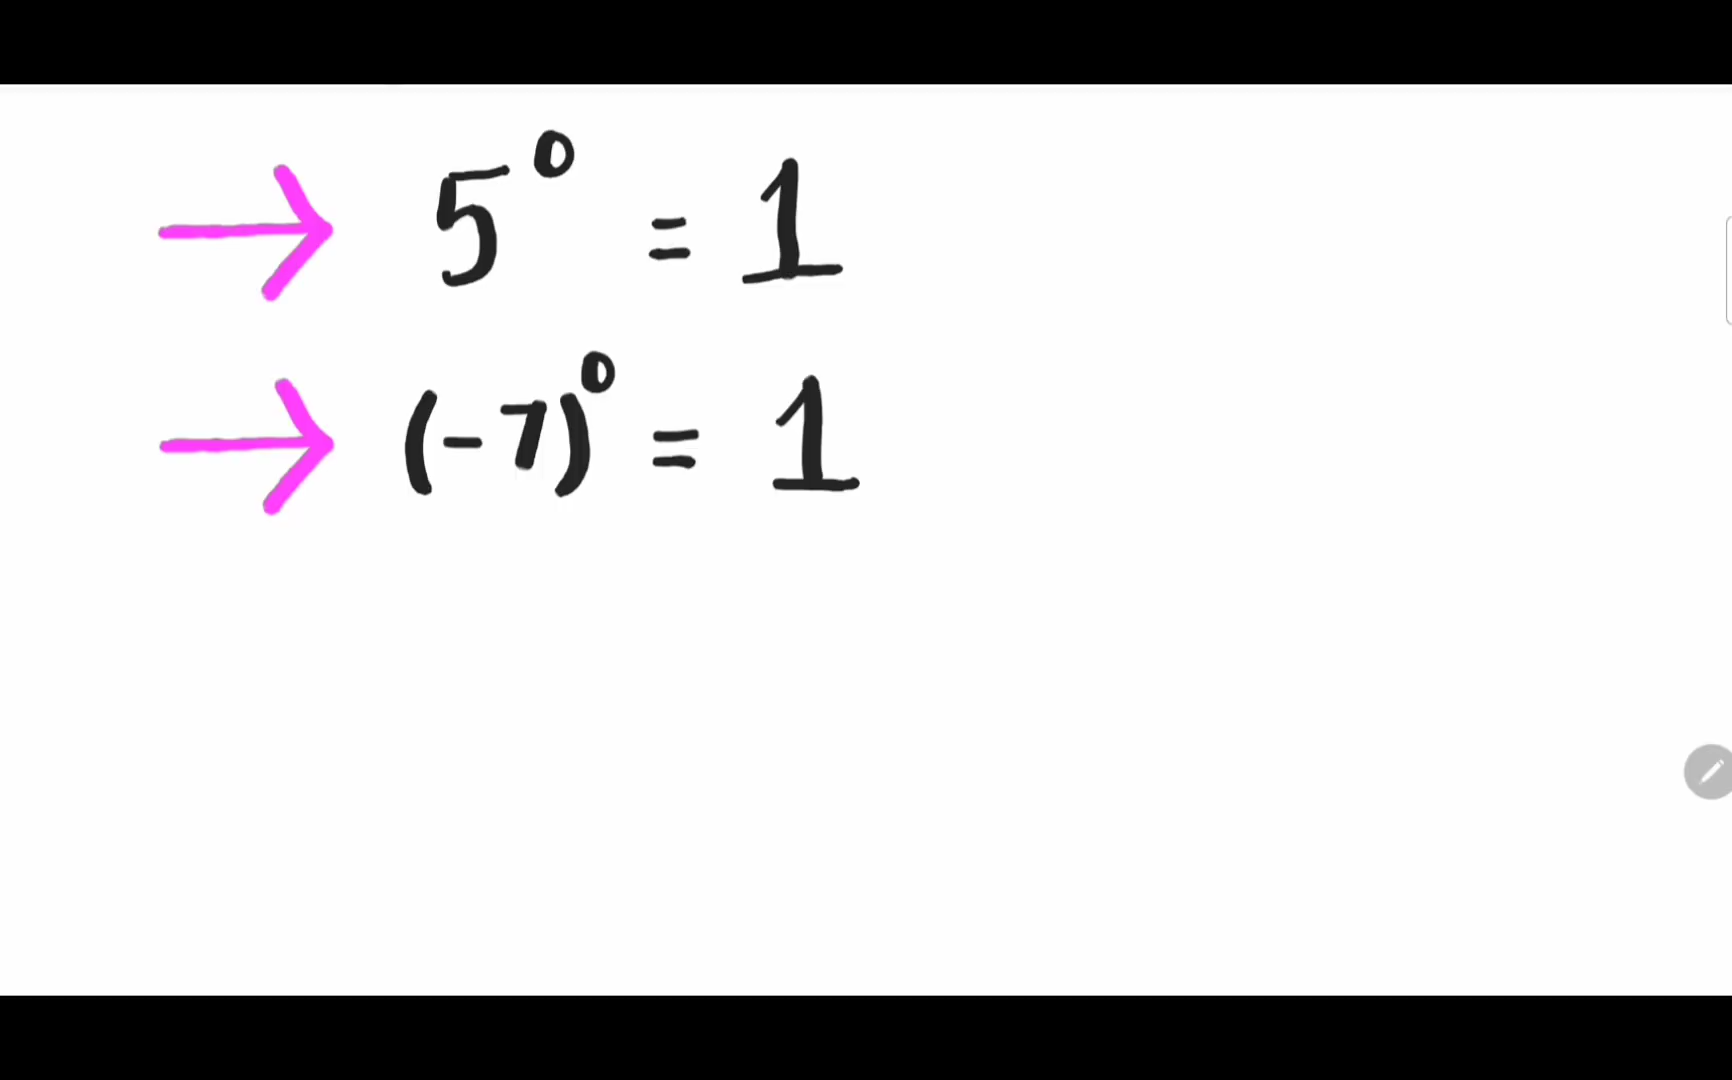 → 5⁰ = 1
→ (-7)⁰ = 1